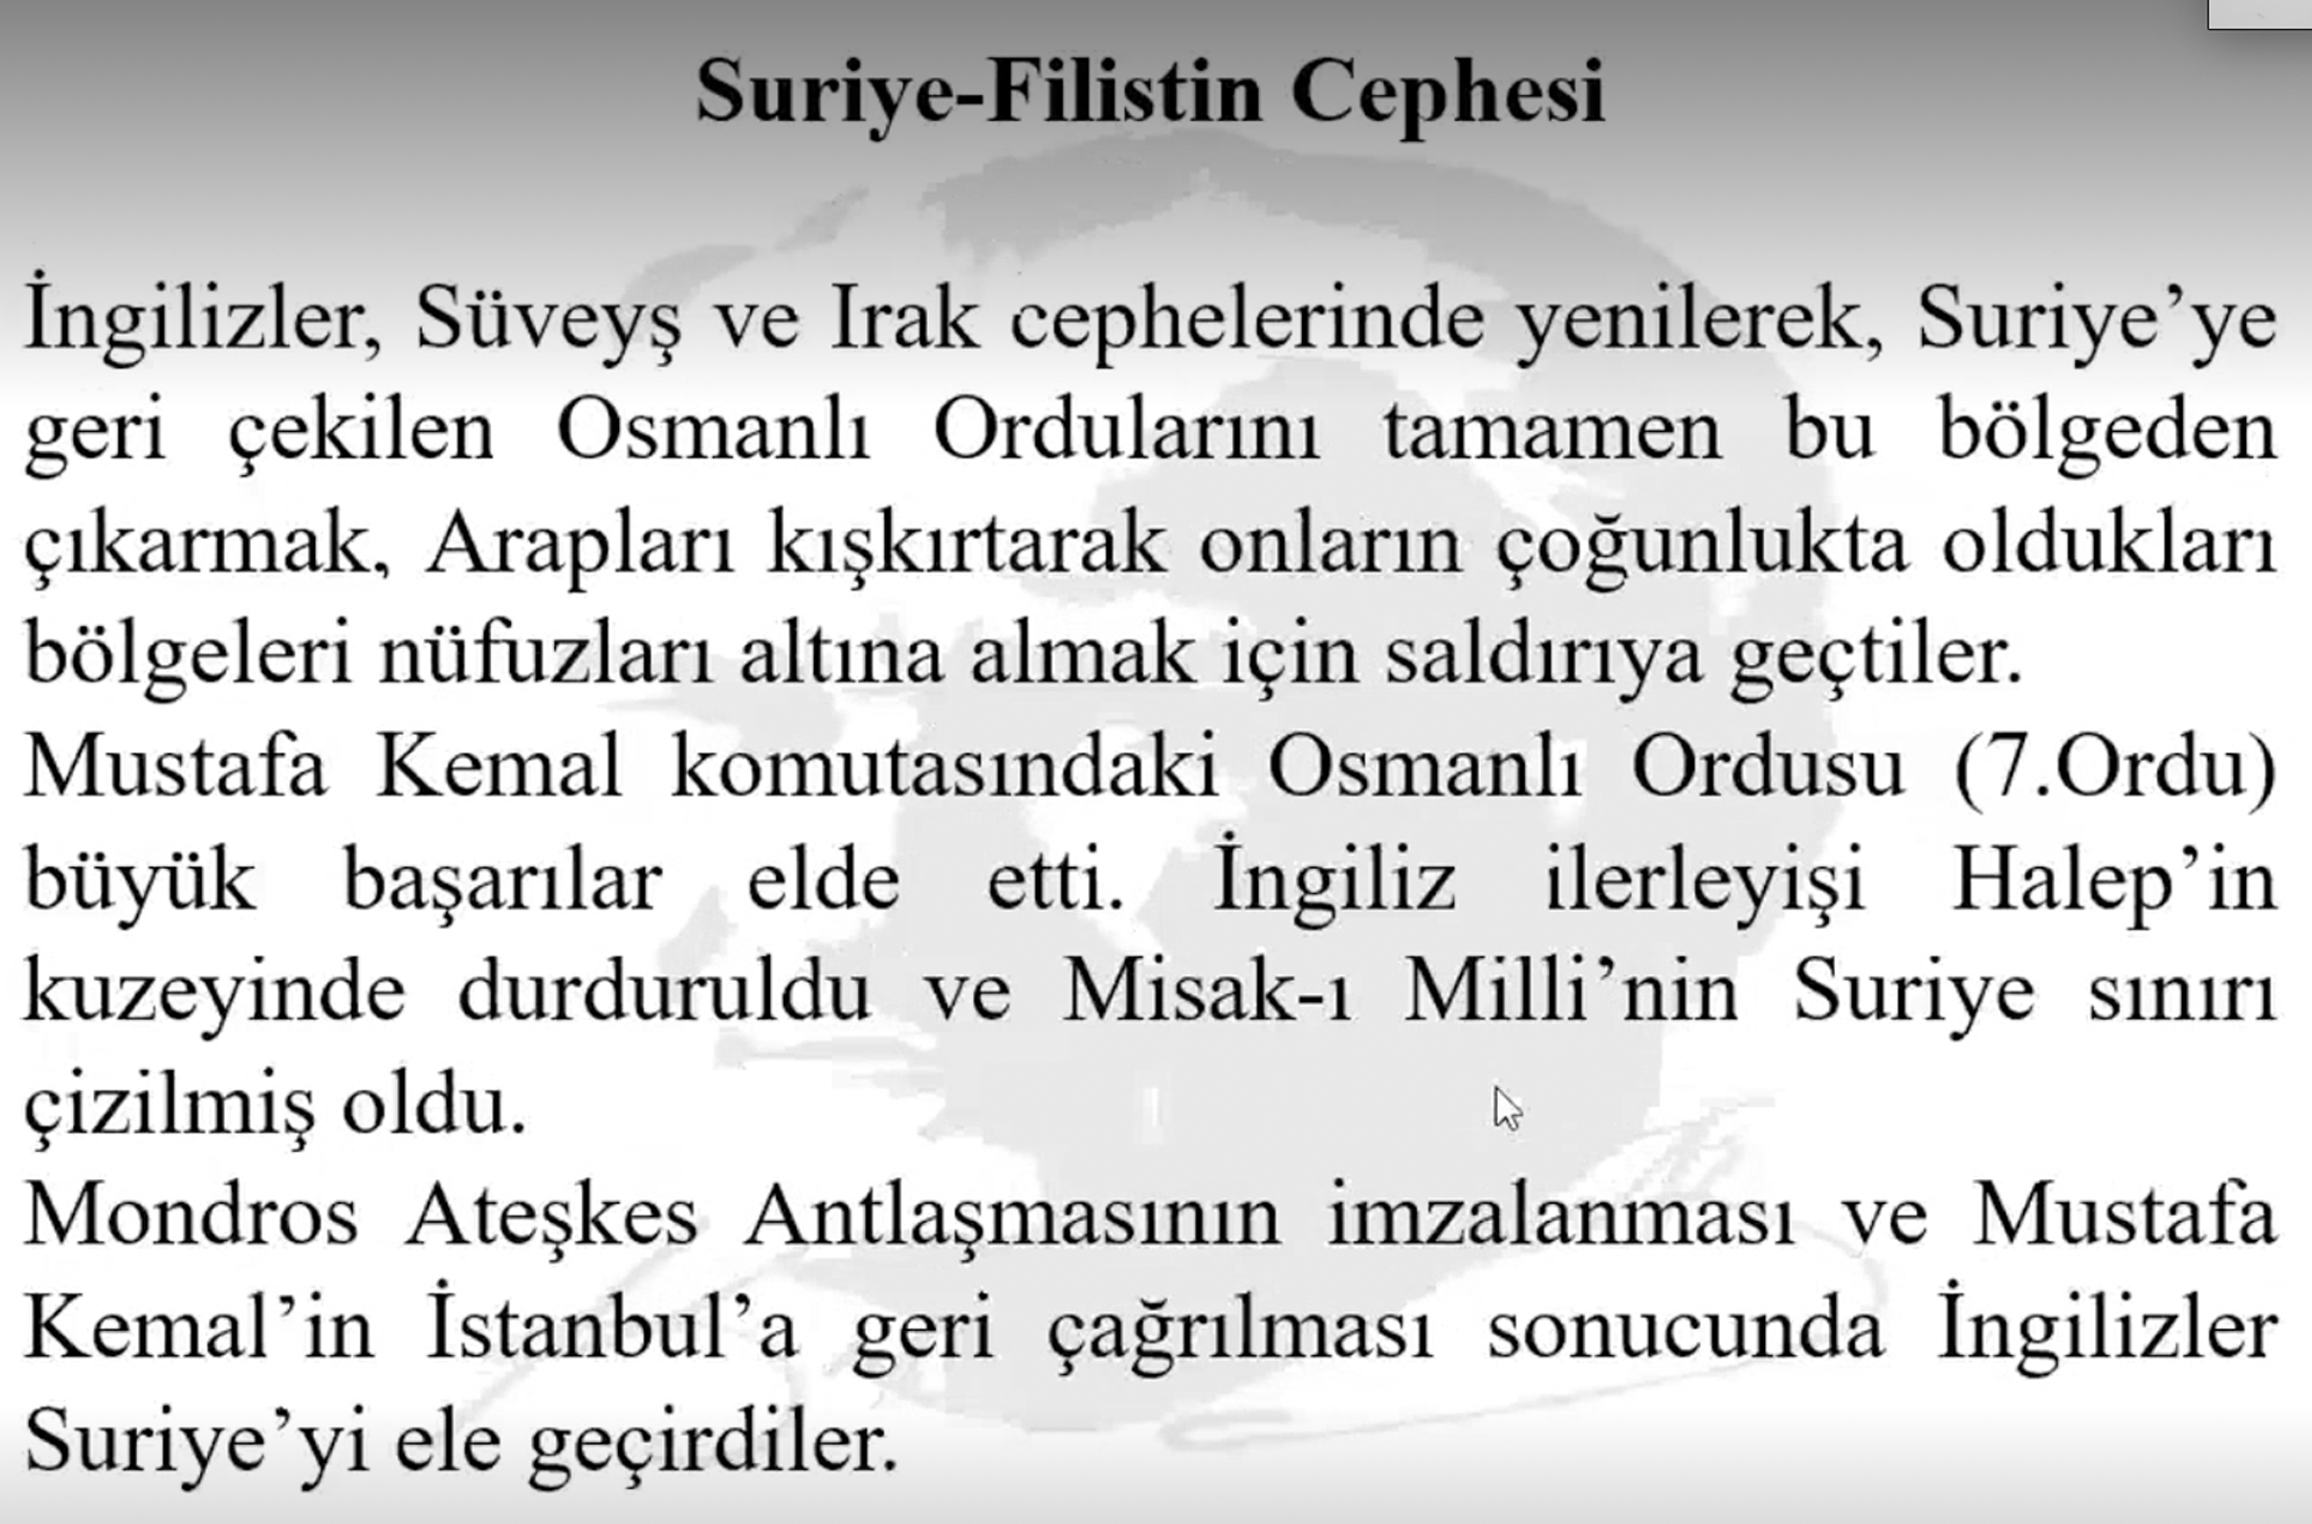 Suriye-Filistin Cephesi
İngilizler, Süveyş ve Irak cephelerinde yenilerek, Suriye’ye
geri çekilen Osmanlı Ordularını tamamen bu bölgeden
çıkarmak, Arapları kışkırtarak onların çoğunlukta oldukları
bölgeleri nüfuzları altına almak için saldırıya geçtiler.
Mustafa Kemal komutasındaki Osmanlı Ordusu (7.Ordu)
büyük başarılar elde etti. İngiliz ilerleyişi Halep’in
kuzeyinde durduruldu ve Misak-ı Milli’nin Suriye sınırı
çizilmiş oldu.
Mondros Ateşkes Antlaşmasının imzalanması ve Mustafa
Kemal’in İstanbul’a geri çağrılması sonucunda İngilizler
Suriye’yi ele geçirdiler.